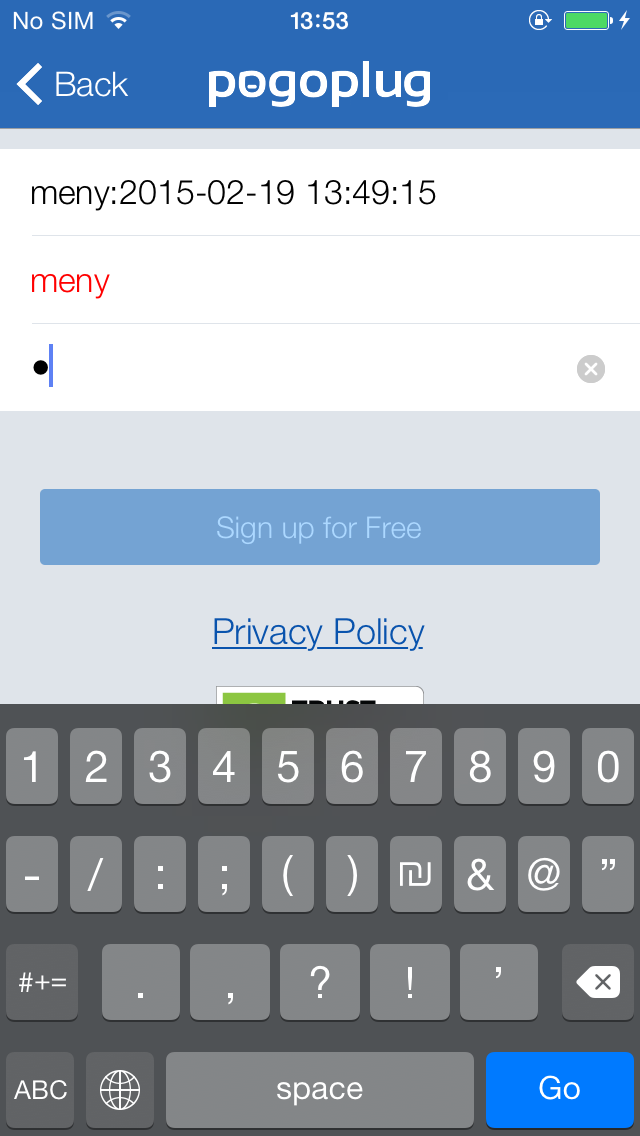 No SIM 13:53
Back pogoplug
meny:2015-02-19 13:49:15
meny
Sign up for Free
Privacy Policy
1 2 3 4 5 6 7 8 9 0
- / : ; ( ) ₪ & @ ”
#+= . , ? ! ’
ABC space Go